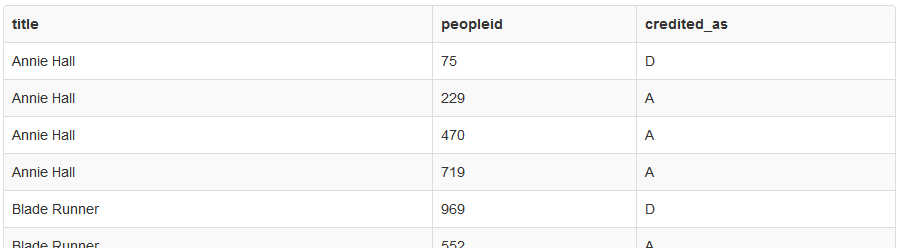 title peopleid credited_as
Annie Hall 75 D
Annie Hall 229 A
Annie Hall 470 A
Annie Hall 719 A
Blade Runner 969 D
Blade Runner 552 A